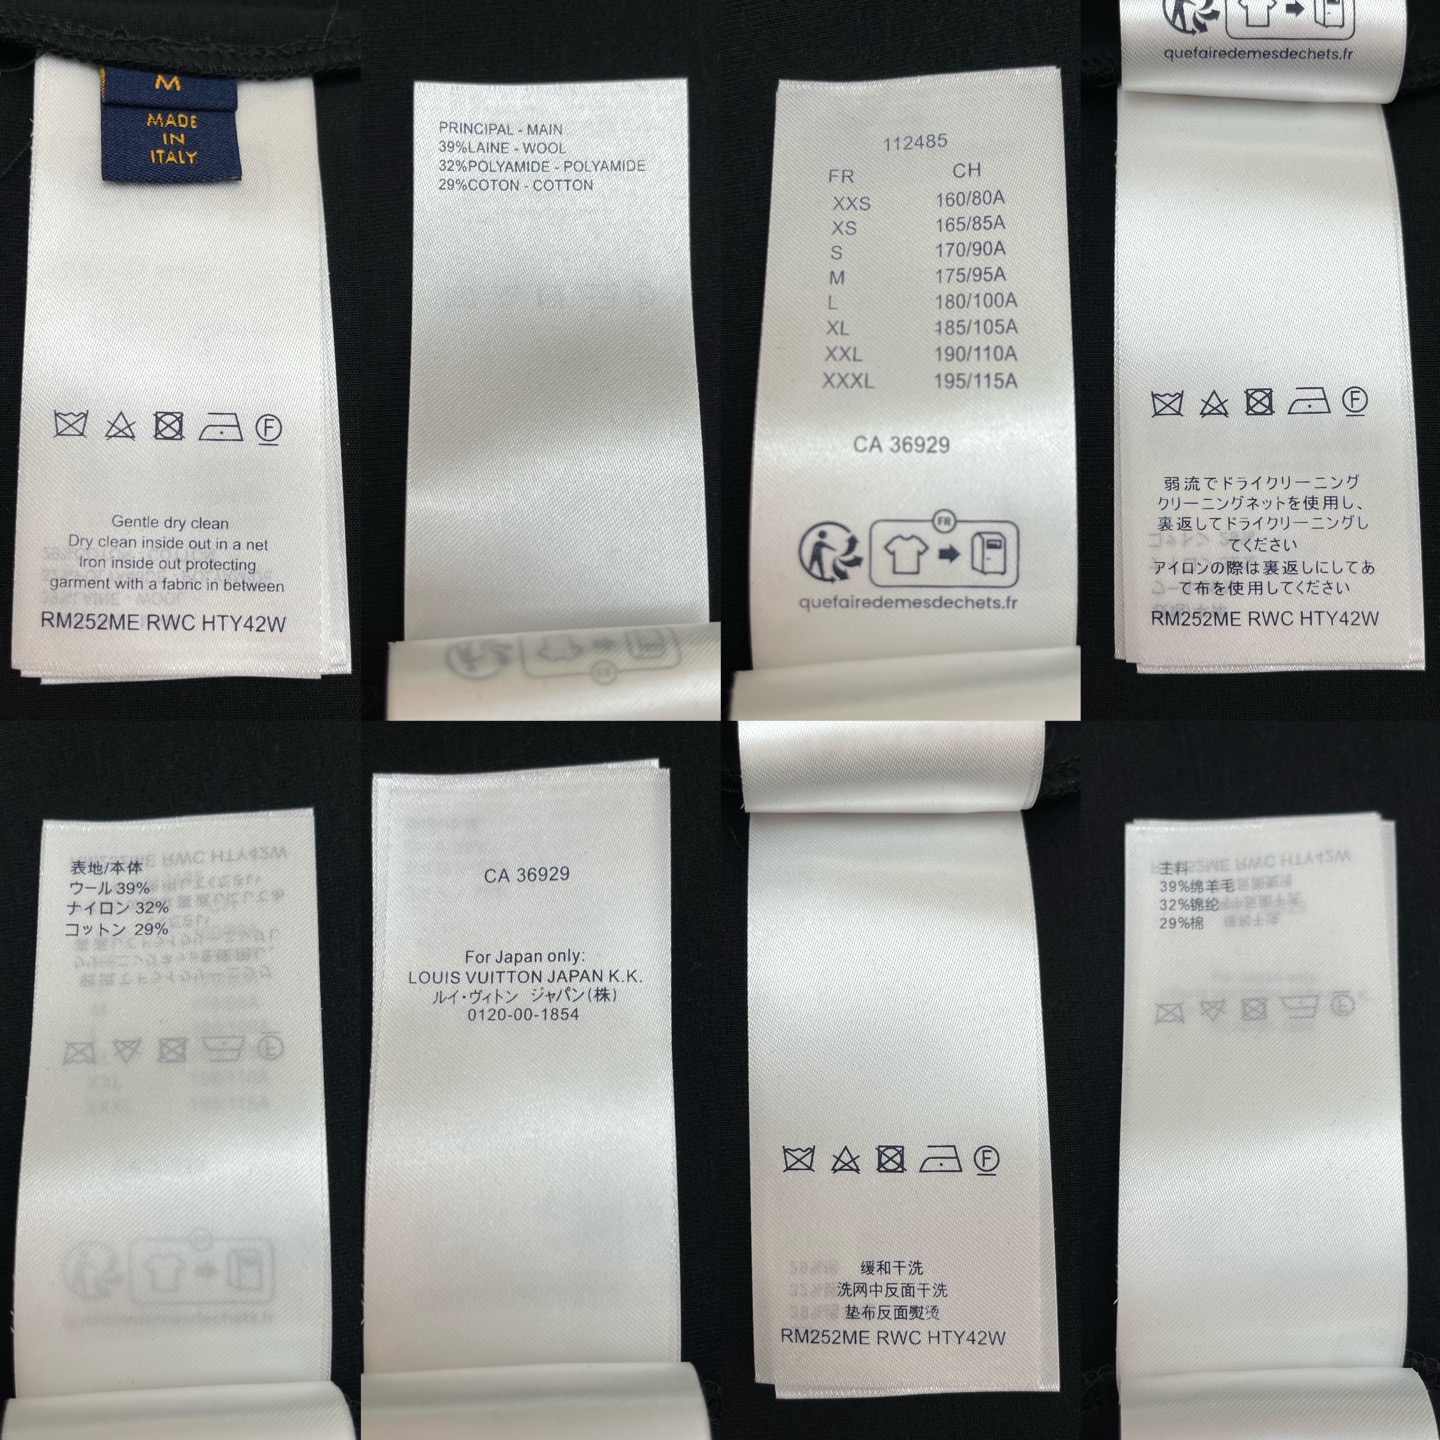 M
MADE
IN
ITALY
Gentle dry clean
Dry clean inside out in a net
Iron inside out protecting
garment with a fabric in between
RM252ME RWC HTY42W
PRINCIPAL - MAIN
39%LAINE - WOOL
32%POLYAMIDE - POLYAMIDE
29%COTON - COTTON
112485
FR CH
XXS 160/80A
XS 165/85A
S 170/90A
M 175/95A
L 180/100A
XL 185/105A
XXL 190/110A
XXXL 195/115A
CA 36929
FR
quefairedemesdechets.fr
quefairedemesdechets.fr
F
弱流でドライクリーニング
クリーニングネットを使用し、
裏返してドライクリーニングし
てください
アイロンの際は裏返しにしてあ
て布を使用してください
RM252ME RWC HTY42W
表地/本体
ウール 39%
ナイロン 32%
コットン 29%
CA 36929
For Japan only:
LOUIS VUITTON JAPAN K.K.
ルイ・ヴィトン ジャパン(株)
0120-00-1854
F
缓和干洗
洗网中反面干洗
垫布反面熨烫
RM252ME RWC HTY42W
主料
39%绵羊毛
32%锦纶
29%棉